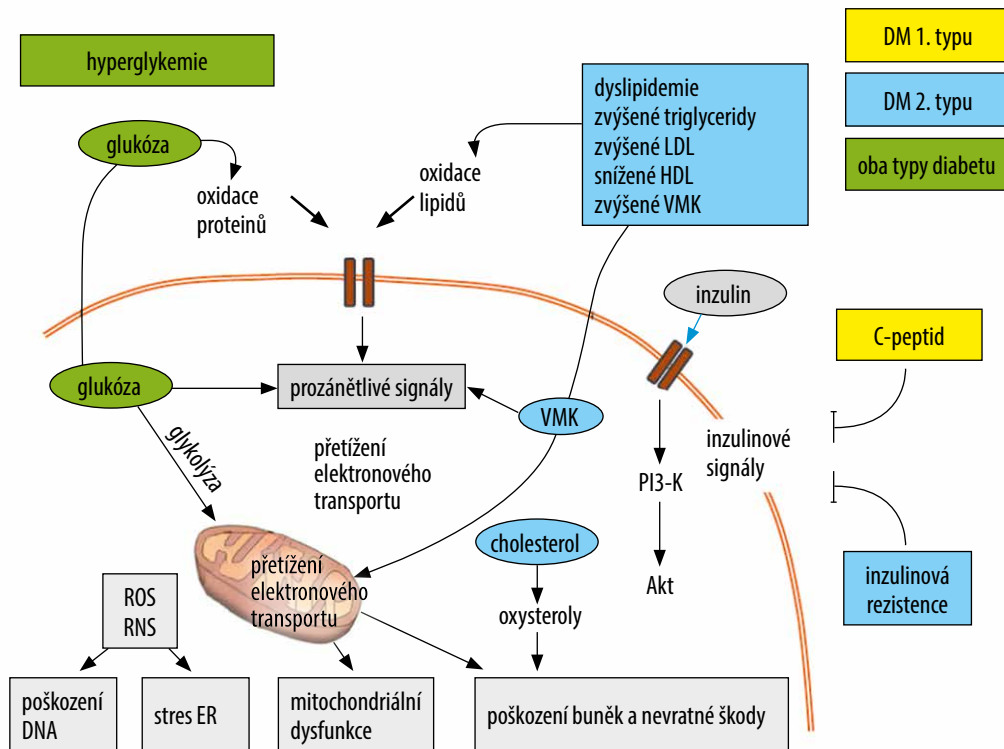 hyperglykemie
DM 1. typu
DM 2. typu
oba typy diabetu
dyslipidemie
zvýšené triglyceridy
zvýšené LDL
snížené HDL
zvýšené VMK
glukóza
oxidace
proteinů
oxidace
lipidů
inzulin
C-peptid
glukóza
prozánětlivé signály
VMK
inzulinové
signály
glykolýza
přetížení
elektronového
transportu
PI3-K
cholesterol
Akt
inzulinová
rezistence
přetížení
elektronového
transportu
oxysteroly
ROS
RNS
poškození
DNA
stres ER
mitochondriální
dysfunkce
poškození buněk a nevratné škody